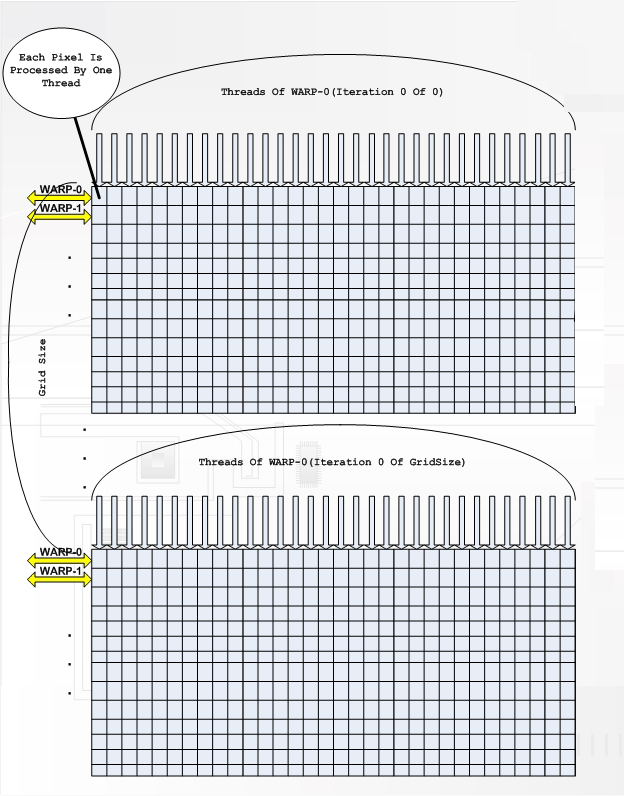 Each Pixel Is
Processed By One
Thread
Threads Of WARP-0(Iteration 0 Of 0)
WARP-0
WARP-1
Grid Size
Threads Of WARP-0(Iteration 0 Of GridSize)
WARP-0
WARP-1